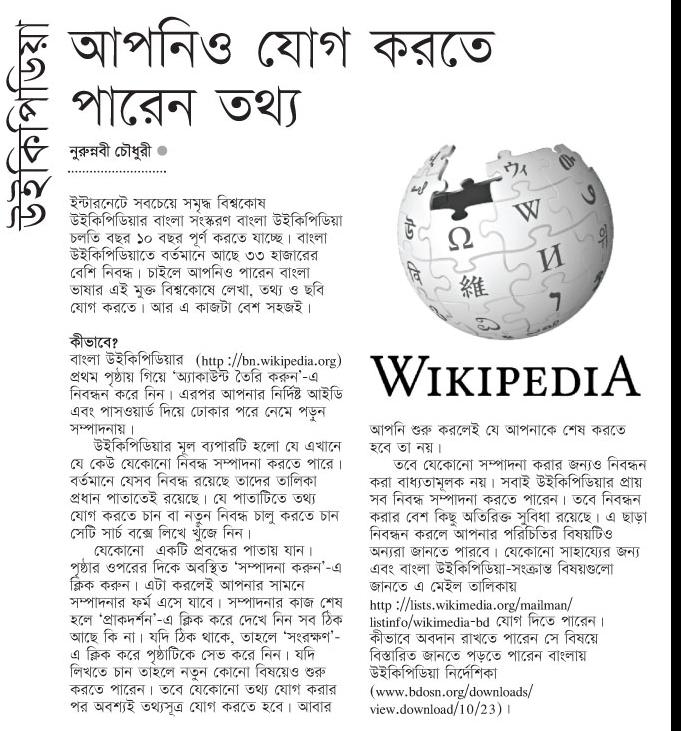 উইকিপিডিয়া
আপনিও যোগ করতে
পারেন তথ্য
নুরুন্নবী চৌধুরী
ইন্টারনেটে সবচেয়ে সমৃদ্ধ বিশ্বকোষ
উইকিপিডিয়ার বাংলা সংস্করণ বাংলা উইকিপিডিয়া
চলতি বছর ১০ বছর পূর্ণ করতে যাচ্ছে। বাংলা
উইকিপিডিয়াতে বর্তমানে আছে ৩৩ হাজারের
বেশি নিবন্ধ। চাইলে আপনিও পারেন বাংলা
ভাষার এই মুক্ত বিশ্বকোষে লেখা, তথ্য ও ছবি
যোগ করতে। আর এ কাজটা বেশ সহজই।
কীভাবে?
বাংলা উইকিপিডিয়ার (http://bn.wikipedia.org)
প্রথম পৃষ্ঠায় গিয়ে ‘অ্যাকাউন্ট তৈরি করুন’-এ
নিবন্ধন করে নিন। এরপর আপনার নির্দিষ্ট আইডি
এবং পাসওয়ার্ড দিয়ে ঢোকার পরে নেমে পড়ুন
সম্পাদনায়।
উইকিপিডিয়ার মূল ব্যপারটি হলো যে এখানে
যে কেউ যেকোনো নিবন্ধ সম্পাদনা করতে পারে।
বর্তমানে যেসব নিবন্ধ রয়েছে তাদের তালিকা
প্রধান পাতাতেই রয়েছে। যে পাতাটিতে তথ্য
যোগ করতে চান বা নতুন নিবন্ধ চালু করতে চান
সেটি সার্চ বক্সে লিখে খুঁজে নিন।
যেকোনো একটি প্রবন্ধের পাতায় যান।
পৃষ্ঠার ওপরের দিকে অবস্থিত ‘সম্পাদনা করুন’-এ
ক্লিক করুন। এটা করলেই আপনার সামনে
সম্পাদনার ফর্ম এসে যাবে। সম্পাদনার কাজ শেষ
হলে ‘প্রাকদর্শন’-এ ক্লিক করে দেখে নিন সব ঠিক
আছে কি না। যদি ঠিক থাকে, তাহলে ‘সংরক্ষণ’-
এ ক্লিক করে পৃষ্ঠাটিকে সেভ করে নিন। যদি
লিখতে চান তাহলে নতুন কোনো বিষয়েও শুরু
করতে পারেন। তবে যেকোনো তথ্য যোগ করার
পর অবশ্যই তথ্যসূত্র যোগ করতে হবে। আবার
Ω W И 維 উ ウィ
WIKIPEDIA
আপনি শুরু করলেই যে আপনাকে শেষ করতে
হবে তা নয়।
তবে যেকোনো সম্পাদনা করার জন্যও নিবন্ধন
করা বাধ্যতামূলক নয়। সবাই উইকিপিডিয়ার প্রায়
সব নিবন্ধ সম্পাদনা করতে পারেন। তবে নিবন্ধন
করার বেশ কিছু অতিরিক্ত সুবিধা রয়েছে। এ ছাড়া
নিবন্ধন করলে আপনার পরিচিতির বিষয়টিও
অন্যরা জানতে পারবে। যেকোনো সাহায্যের জন্য
এবং বাংলা উইকিপিডিয়া-সংক্রান্ত বিষয়গুলো
জানতে এ মেইল তালিকায়
http://lists.wikimedia.org/mailman/
listinfo/wikimedia-bd যোগ দিতে পারেন।
কীভাবে অবদান রাখতে পারেন সে বিষয়ে
বিস্তারিত জানতে পড়তে পারেন বাংলায়
উইকিপিডিয়া নির্দেশিকা
(www.bdosn.org/downloads/
view.download/10/23)।